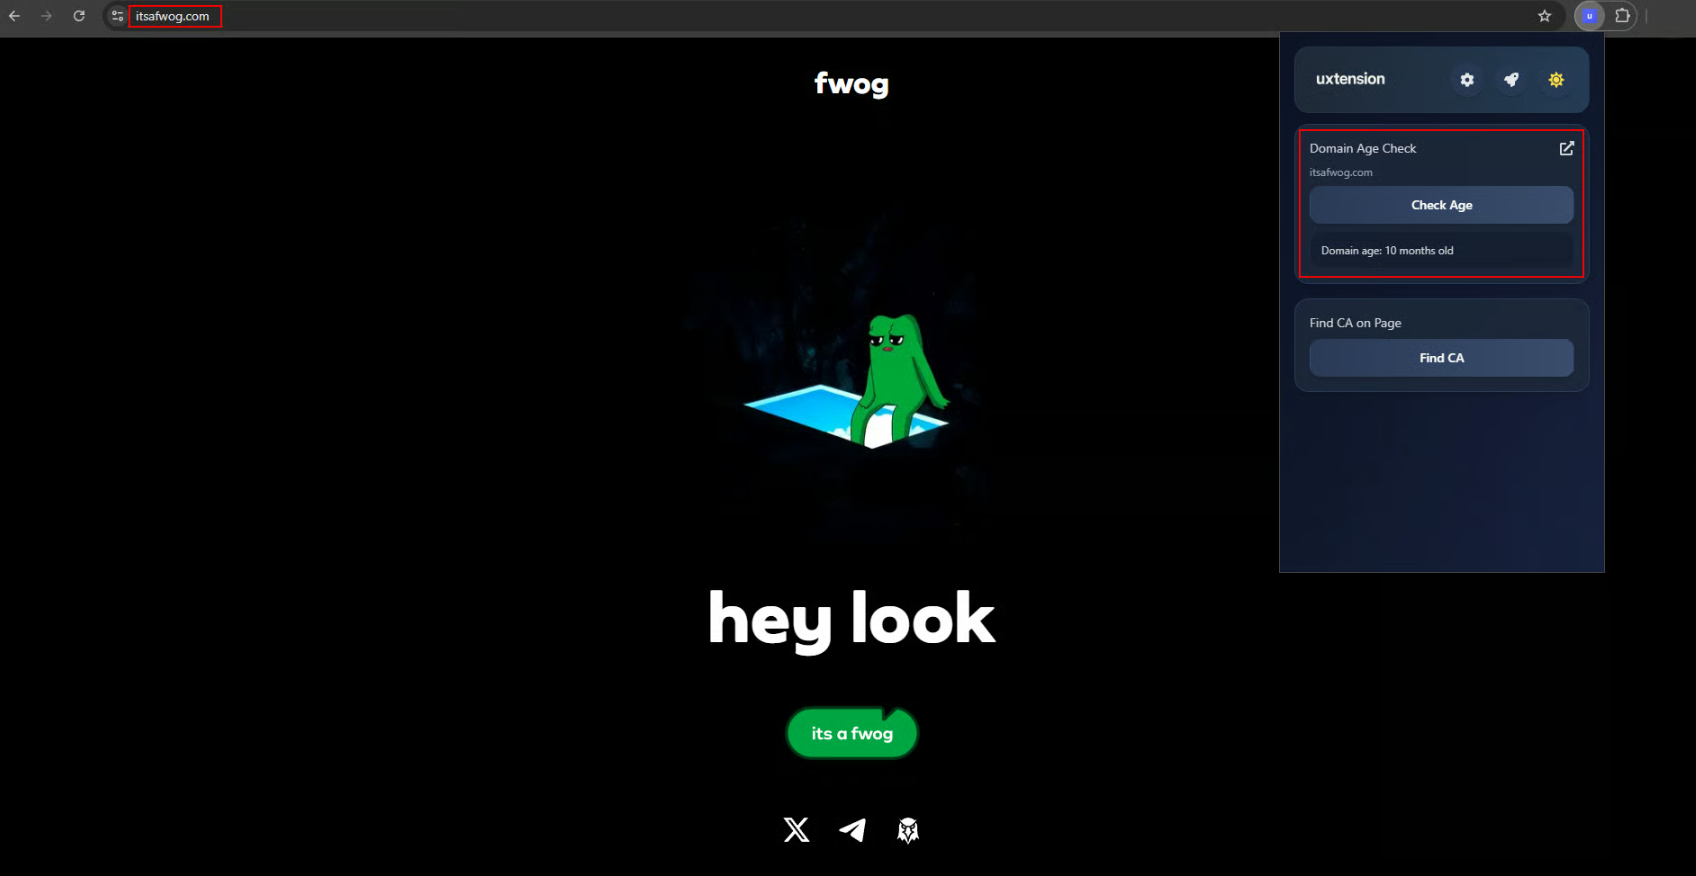 itsafwog.com
u
fwog
uxtension
Domain Age Check
itsafwog.com
Check Age
Domain age: 10 months old
Find CA on Page
Find CA
hey look
its a fwog